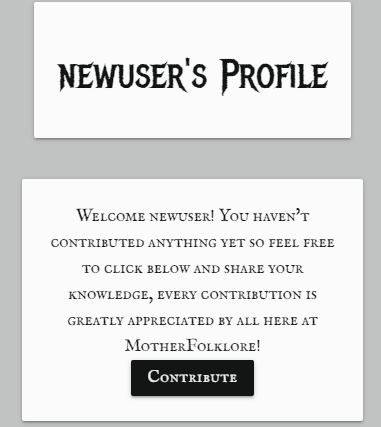 newuser's Profile
Welcome newuser! You haven't
contributed anything yet so feel free
to click below and share your
knowledge, every contribution is
greatly appreciated by all here at
MotherFolklore!
Contribute